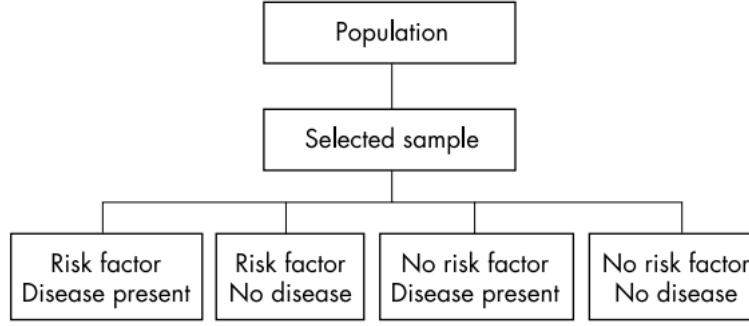 Population
Selected sample
Risk factor
Disease present
Risk factor
No disease
No risk factor
Disease present
No risk factor
No disease